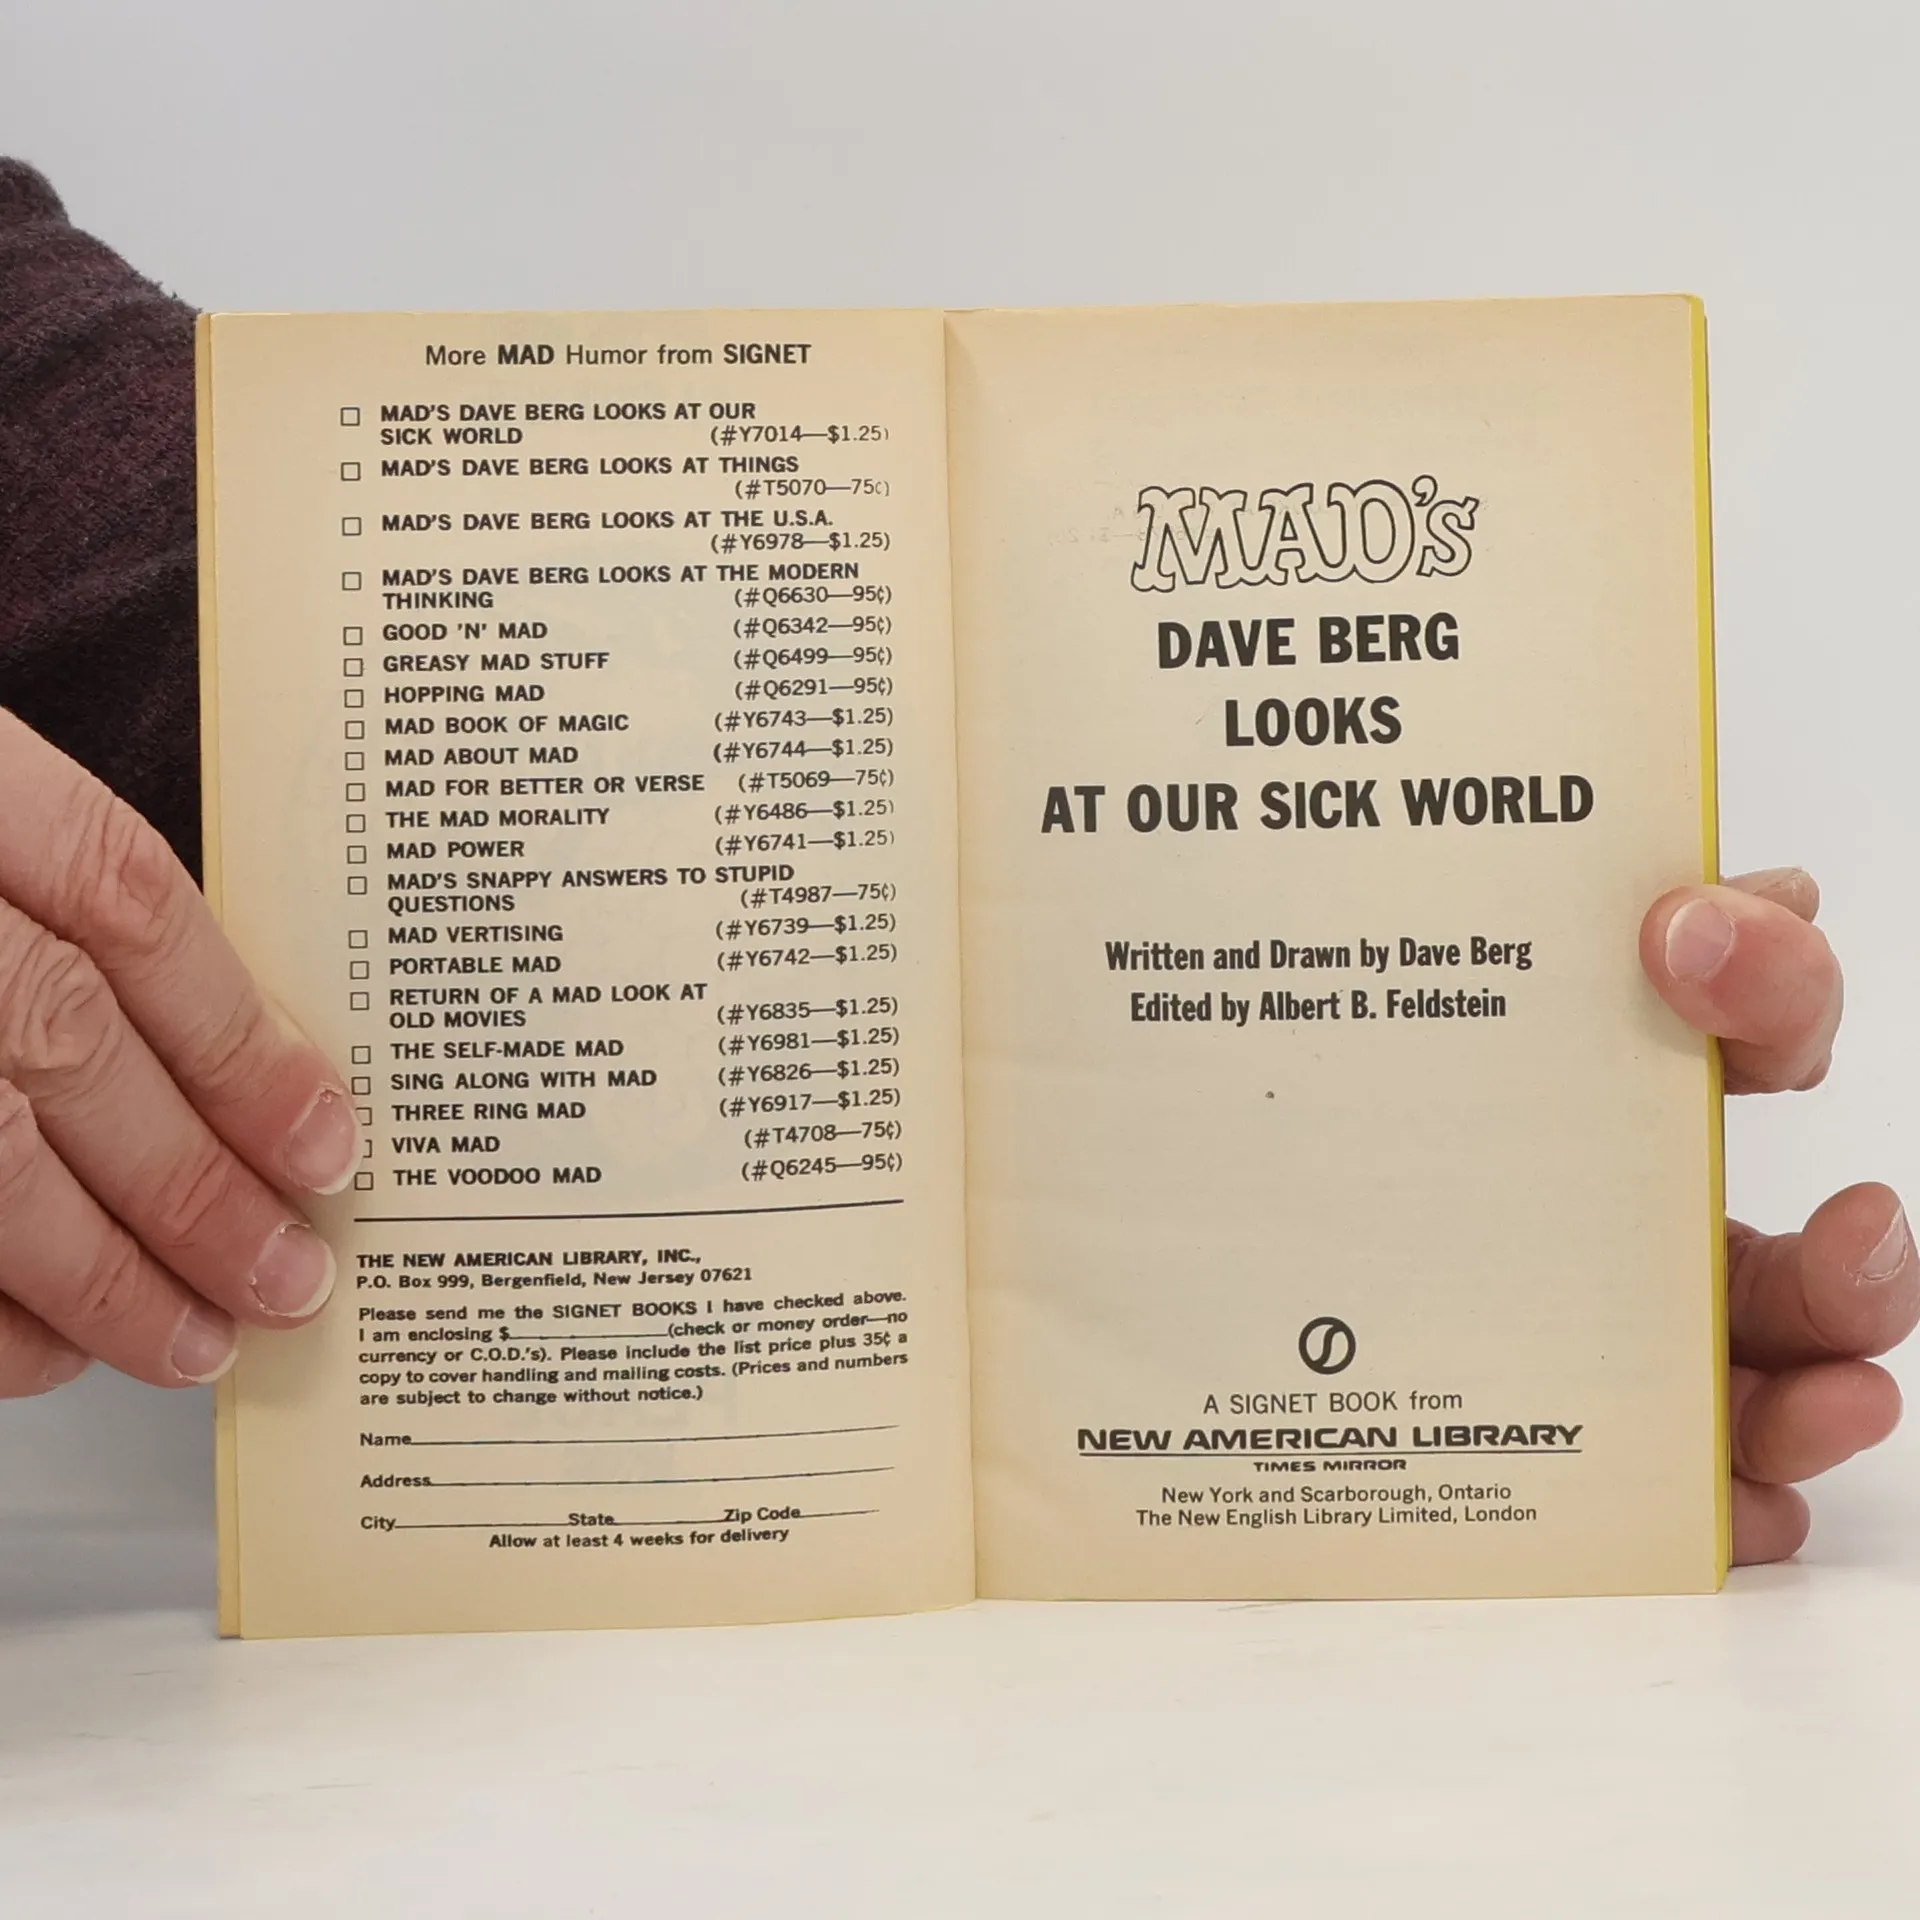 More MAD Humor from SIGNET
□ MAD'S DAVE BERG LOOKS AT OUR
SICK WORLD (#Y7014—$1.25)
□ MAD'S DAVE BERG LOOKS AT THINGS
(#T5070—75¢)
□ MAD'S DAVE BERG LOOKS AT THE U.S.A.
(#Y6978—$1.25)
□ MAD'S DAVE BERG LOOKS AT THE MODERN
THINKING (#Q6630—95¢)
□ GOOD 'N' MAD (#Q6342—95¢)
□ GREASY MAD STUFF (#Q6499—95¢)
□ HOPPING MAD (#Q6291—95¢)
□ MAD BOOK OF MAGIC (#Y6743—$1.25)
□ MAD ABOUT MAD (#Y6744—$1.25)
□ MAD FOR BETTER OR VERSE (#T5069—75¢)
□ THE MAD MORALITY (#Y6486—$1.25)
□ MAD POWER (#Y6741—$1.25)
□ MAD'S SNAPPY ANSWERS TO STUPID
QUESTIONS (#T4987—75¢)
□ MAD VERTISING (#Y6739—$1.25)
□ PORTABLE MAD (#Y6742—$1.25)
□ RETURN OF A MAD LOOK AT
OLD MOVIES (#Y6835—$1.25)
□ THE SELF-MADE MAD (#Y6981—$1.25)
□ SING ALONG WITH MAD (#Y6826—$1.25)
□ THREE RING MAD (#Y6917—$1.25)
□ VIVA MAD (#T4708—75¢)
□ THE VOODOO MAD (#Q6245—95¢)
THE NEW AMERICAN LIBRARY, INC.,
P.O. Box 999, Bergenfield, New Jersey 07621
Please send me the SIGNET BOOKS I have checked above.
I am enclosing $____________(check or money order—no
currency or C.O.D.'s). Please include the list price plus 35¢ a
copy to cover handling and mailing costs. (Prices and numbers
are subject to change without notice.)
Name____________
Address____________
City____________State____________Zip Code____________
Allow at least 4 weeks for delivery
MAD's
DAVE BERG
LOOKS
AT OUR SICK WORLD
Written and Drawn by Dave Berg
Edited by Albert B. Feldstein
A SIGNET BOOK from
NEW AMERICAN LIBRARY
TIMES MIRROR
New York and Scarborough, Ontario
The New English Library Limited, London